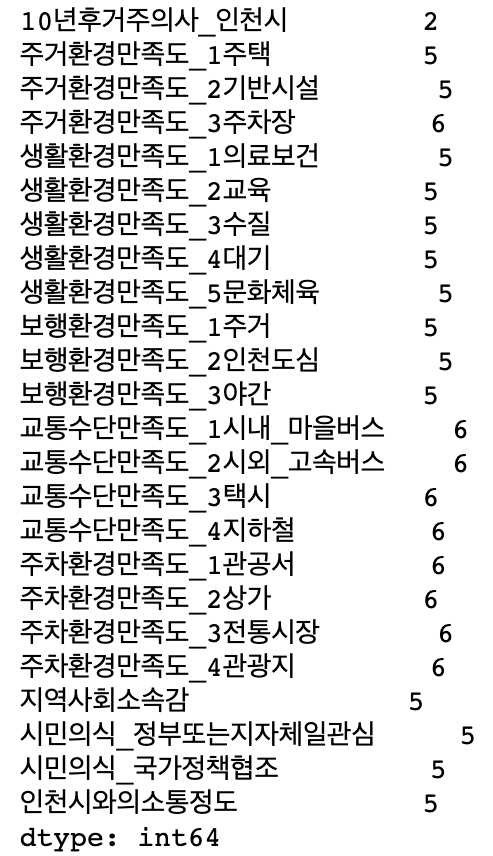 10년후거주의사_인천시 2
주거환경만족도_1주택 5
주거환경만족도_2기반시설 5
주거환경만족도_3주차장 6
생활환경만족도_1의료보건 5
생활환경만족도_2교육 5
생활환경만족도_3수질 5
생활환경만족도_4대기 5
생활환경만족도_5문화체육 5
보행환경만족도_1주거 5
보행환경만족도_2인천도심 5
보행환경만족도_3야간 5
교통수단만족도_1시내_마을버스 6
교통수단만족도_2시외_고속버스 6
교통수단만족도_3택시 6
교통수단만족도_4지하철 6
주차환경만족도_1관공서 6
주차환경만족도_2상가 6
주차환경만족도_3전통시장 6
주차환경만족도_4관광지 6
지역사회소속감 5
시민의식_정부또는지자체일관심 5
시민의식_국가정책협조 5
인천시와의소통정도 5
dtype: int64